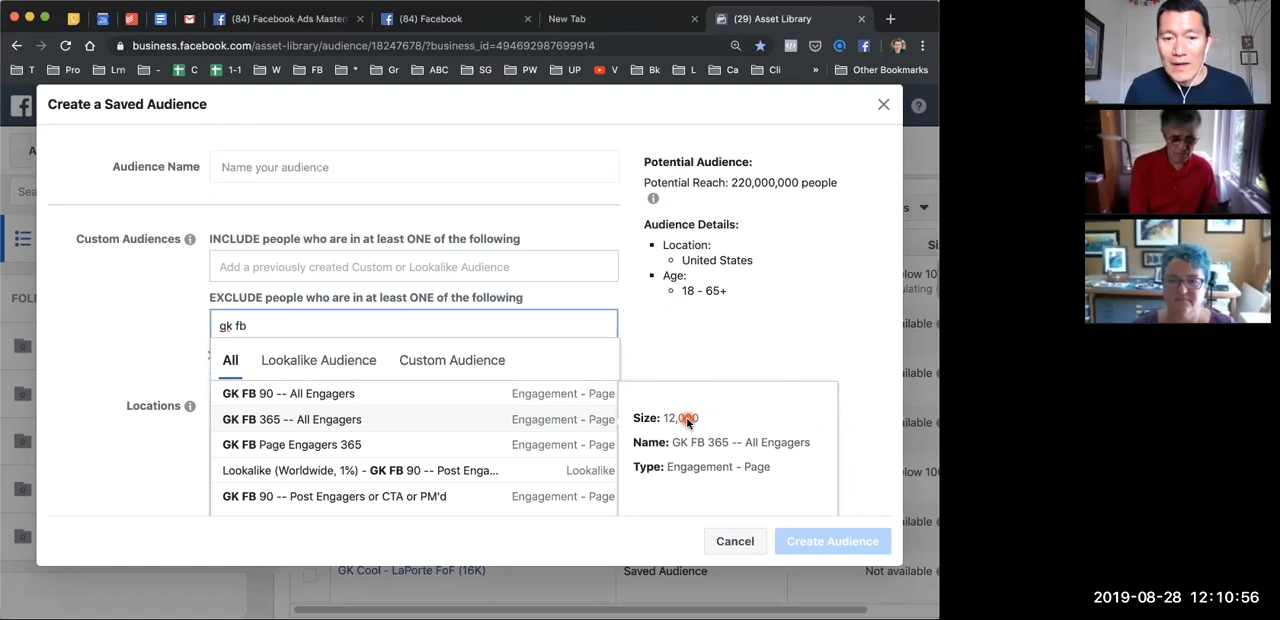 (84) Facebook Ads Master
(84) Facebook
New Tab
(29) Asset Library
business.facebook.com/asset-library/audience/18247678/?business_id=494692987699914
T
Pro
Lrn
-
C
1-1
W
FB
*
Gr
ABC
SG
PW
UP
V
Bk
L
Ca
Cli
»
Other Bookmarks
Create a Saved Audience
Audience Name
Name your audience
Potential Audience:
Potential Reach: 220,000,000 people
Audience Details:
Location:
United States
Age:
18 - 65+
Custom Audiences
INCLUDE people who are in at least ONE of the following
Add a previously created Custom or Lookalike Audience
EXCLUDE people who are in at least ONE of the following
gk fb
All Lookalike Audience Custom Audience
Locations
GK FB 90 -- All Engagers Engagement - Page
GK FB 365 -- All Engagers Engagement - Page
GK FB Page Engagers 365 Engagement - Page
Lookalike (Worldwide, 1%) - GK FB 90 -- Post Enga... Lookalike
GK FB 90 -- Post Engagers or CTA or PM'd Engagement - Page
Size: 12,000
Name: GK FB 365 -- All Engagers
Type: Engagement - Page
Cancel
Create Audience
GK Cool - LaPorte FoF (16K) Saved Audience Not available
2019-08-28 12:10:56